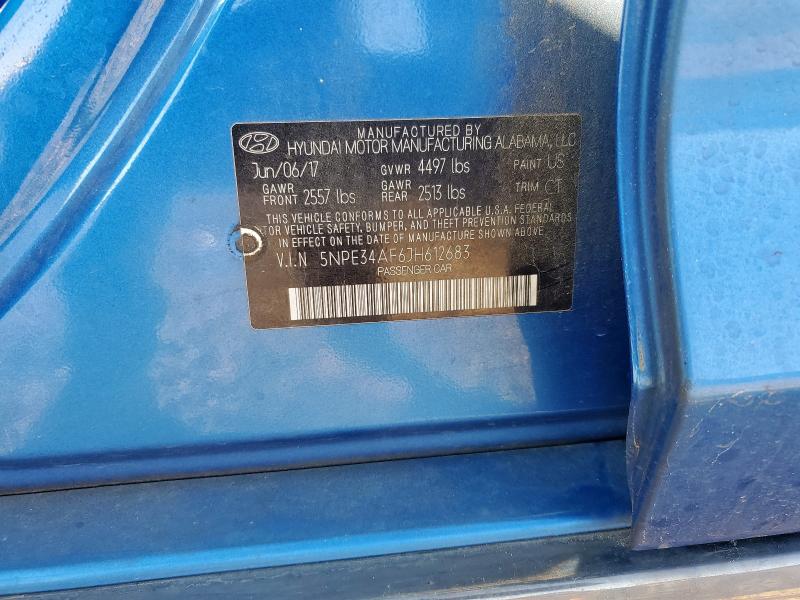 MANUFACTURED BY
HYUNDAI MOTOR MANUFACTURING ALABAMA, LLC
Jun/06/17 GVWR 4497 lbs PAINT US
GAWR FRONT 2557 lbs GAWR REAR 2513 lbs TRIM CT
THIS VEHICLE CONFORMS TO ALL APPLICABLE U.S.A. FEDERAL
MOTOR VEHICLE SAFETY, BUMPER, AND THEFT PREVENTION STANDARDS
IN EFFECT ON THE DATE OF MANUFACTURE SHOWN ABOVE.
V.I.N 5NPE34AF6JH612683
PASSENGER CAR